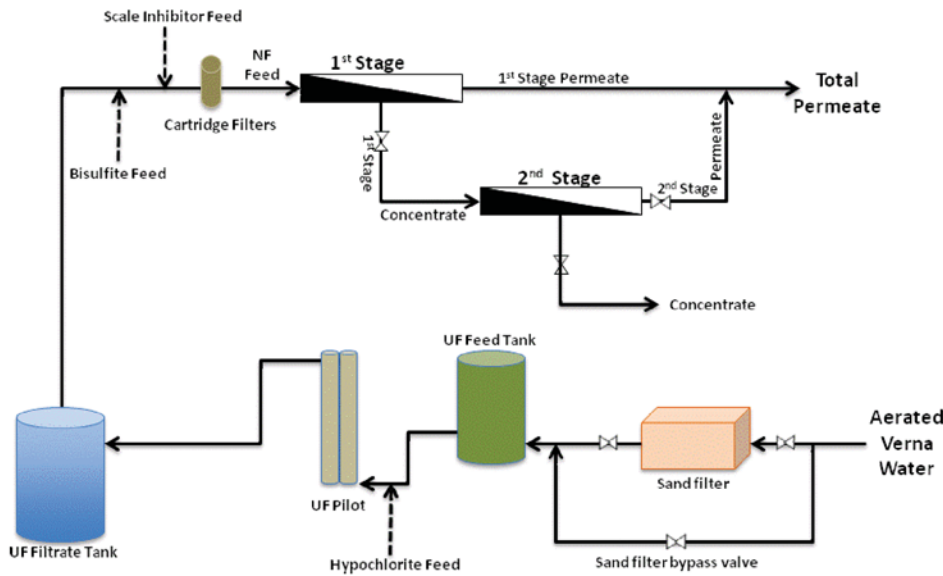 Scale Inhibitor Feed
NF
Feed
1st Stage
1st Stage Permeate
Total
Permeate
Cartridge Filters
Bisulfite Feed
1st Stage
Concentrate
2nd Stage
2nd Stage
Permeate
Concentrate
UF Feed Tank
Aerated
Verna
Water
Sand filter
UF Pilot
UF Filtrate Tank
Hypochlorite Feed
Sand filter bypass valve